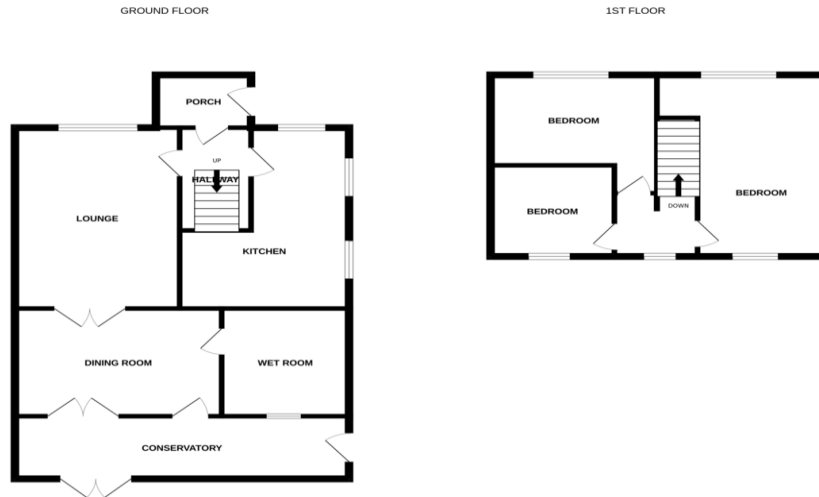 GROUND FLOOR
1ST FLOOR
PORCH
UP
HALLWAY
LOUNGE
KITCHEN
DINING ROOM
WET ROOM
CONSERVATORY
BEDROOM
BEDROOM
BEDROOM
DOWN